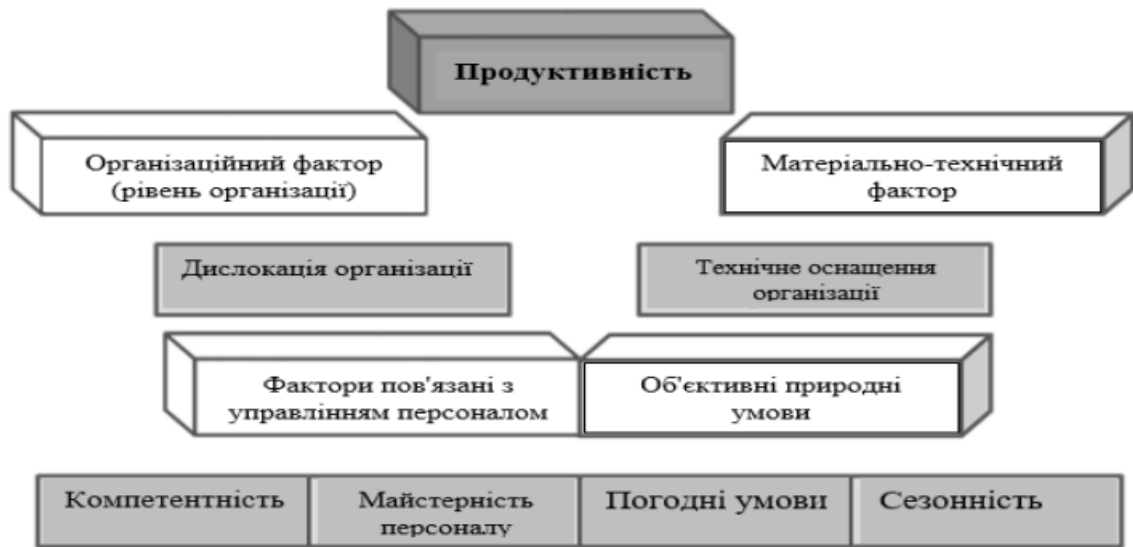 Продуктивність
Організаційний фактор
(рівень організації)
Матеріально-технічний
фактор
Дислокація організації
Технічне оснащення
організації
Фактори пов'язані з
управлінням персоналом
Об'єктивні природні
умови
Компетентність
Майстерність
персоналу
Погодні умови
Сезонність